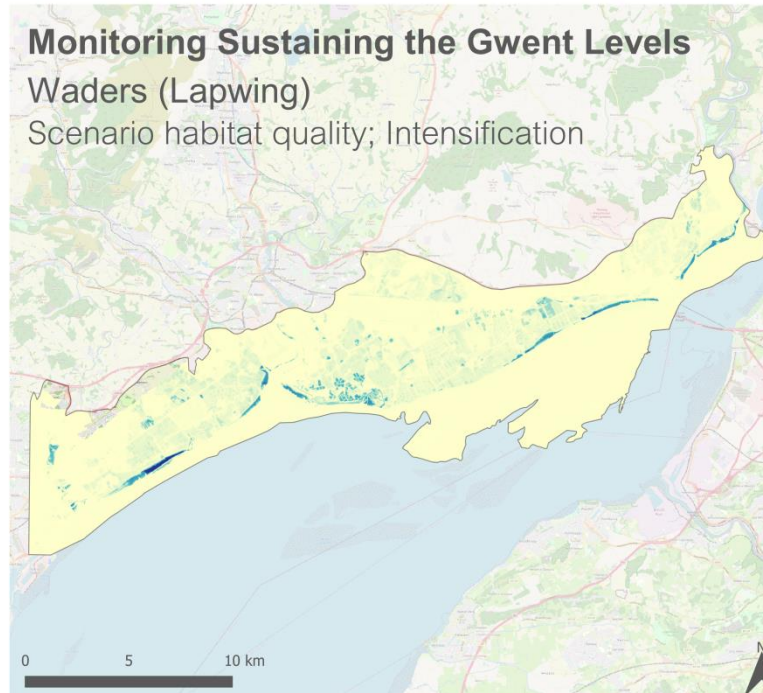 Monitoring Sustaining the Gwent Levels
Waders (Lapwing)
Scenario habitat quality; Intensification
0 5 10 km
N